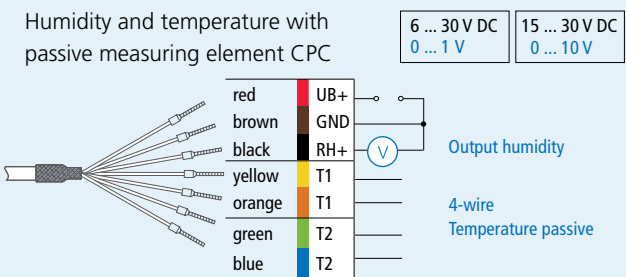 Humidity and temperature with
passive measuring element CPC
6 ... 30 V DC
0 ... 1 V
15 ... 30 V DC
0 ... 10 V
red UB+
brown GND
black RH+
V
Output humidity
yellow T1
orange T1
4-wire
Temperature passive
green T2
blue T2